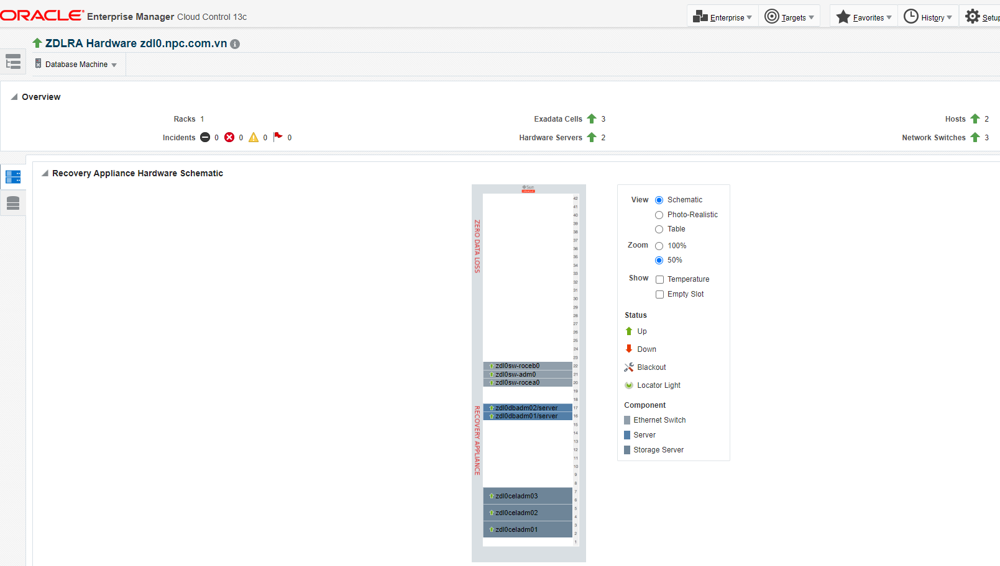 ORACLE Enterprise Manager Cloud Control 13c
Enterprise
Targets
Favorites
History
Setup
ZDLRA Hardware zdl0.npc.com.vn
Database Machine
Overview
Racks 1
Exadata Cells 3
Hosts 2
Incidents 0 0 0 0
Hardware Servers 2
Network Switches 3
Recovery Appliance Hardware Schematic
Sun
ORACLE
ZERO DATA LOSS
RECOVERY APPLIANCE
42
41
40
39
38
37
36
35
34
33
32
31
30
29
28
27
26
25
24
23
zdl0sw-roceb0 22
zdl0sw-adm0 21
zdl0sw-rocea0 20
19
18
zdl0dbadm02/server 17
zdl0dbadm01/server 16
15
14
13
12
11
10
9
8
7
zdl0celadm03
6
5
zdl0celadm02
4
3
zdl0celadm01
2
1
View Schematic
Photo-Realistic
Table
Zoom 100%
50%
Show Temperature
Empty Slot
Status
Up
Down
Blackout
Locator Light
Component
Ethernet Switch
Server
Storage Server